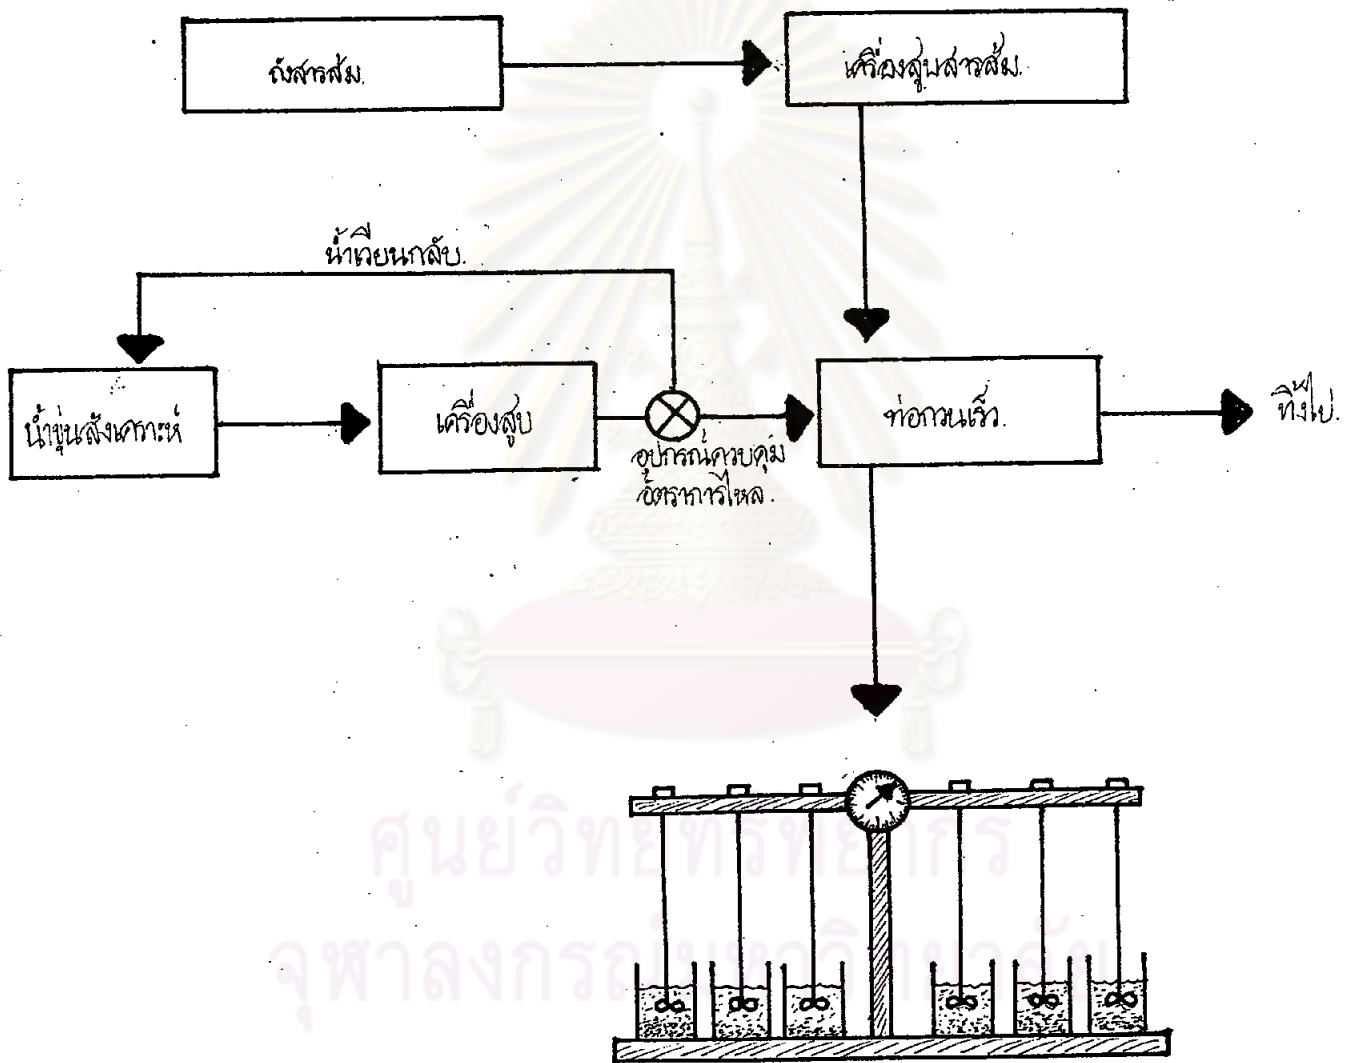 ถังสารส้ม.
เครื่องสูบสารส้ม.
น้ำเวียนกลับ.
น้ำขุ่นสังเคราะห์
เครื่องสูบ
อุปกรณ์ควบคุม
อัตราการไหล.
ท่อกวนเร็ว.
ทิ้งไป.
ศูนย์วิทยทรัพยากร
จุฬาลงกรณ์มหาวิทยาลัย